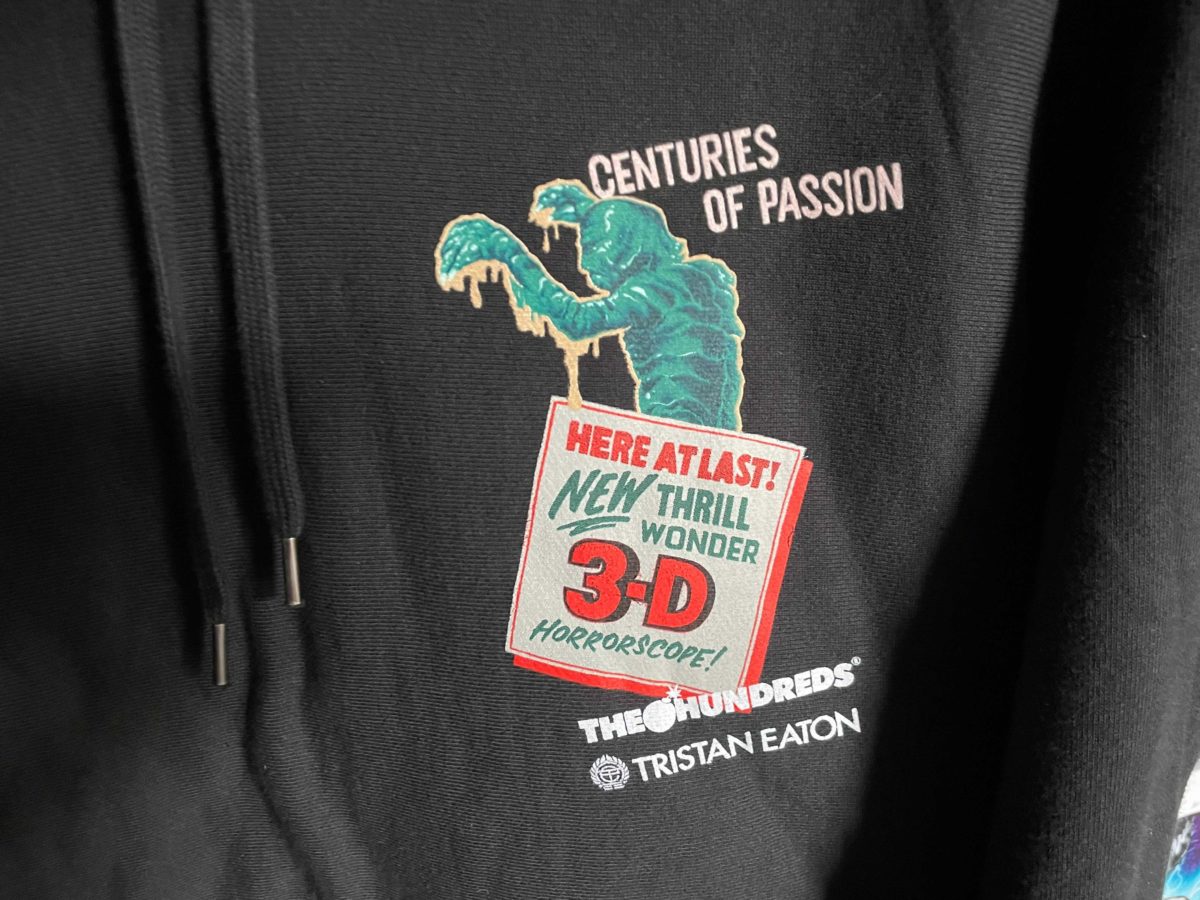 CENTURIES
OF PASSION
HERE AT LAST!
NEW THRILL
WONDER
3-D
HORRORSCOPE!
THE HUNDREDS®
TRISTAN EATON